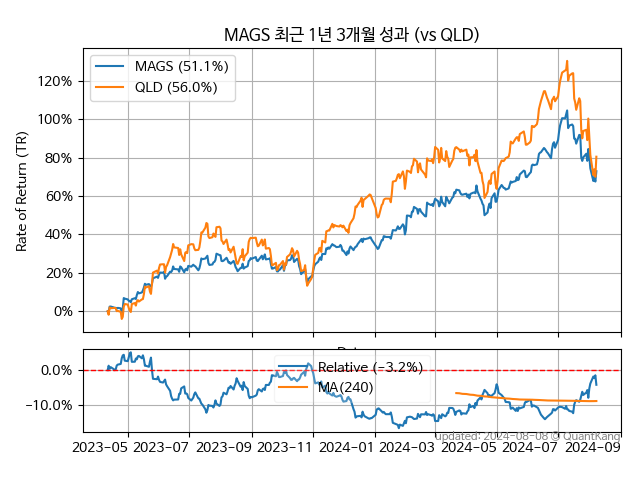 MAGS 최근 1년 3개월 성과 (vs QLD)
MAGS (51.1%)
QLD (56.0%)
Rate of Return (TR)
120%
100%
80%
60%
40%
20%
0%
Relative (-3.2%)
MA(240)
0.0%
-10.0%
updated: 2024-08-08 @ QuantKang
2023-05 2023-07 2023-09 2023-11 2024-01 2024-03 2024-05 2024-07 2024-09